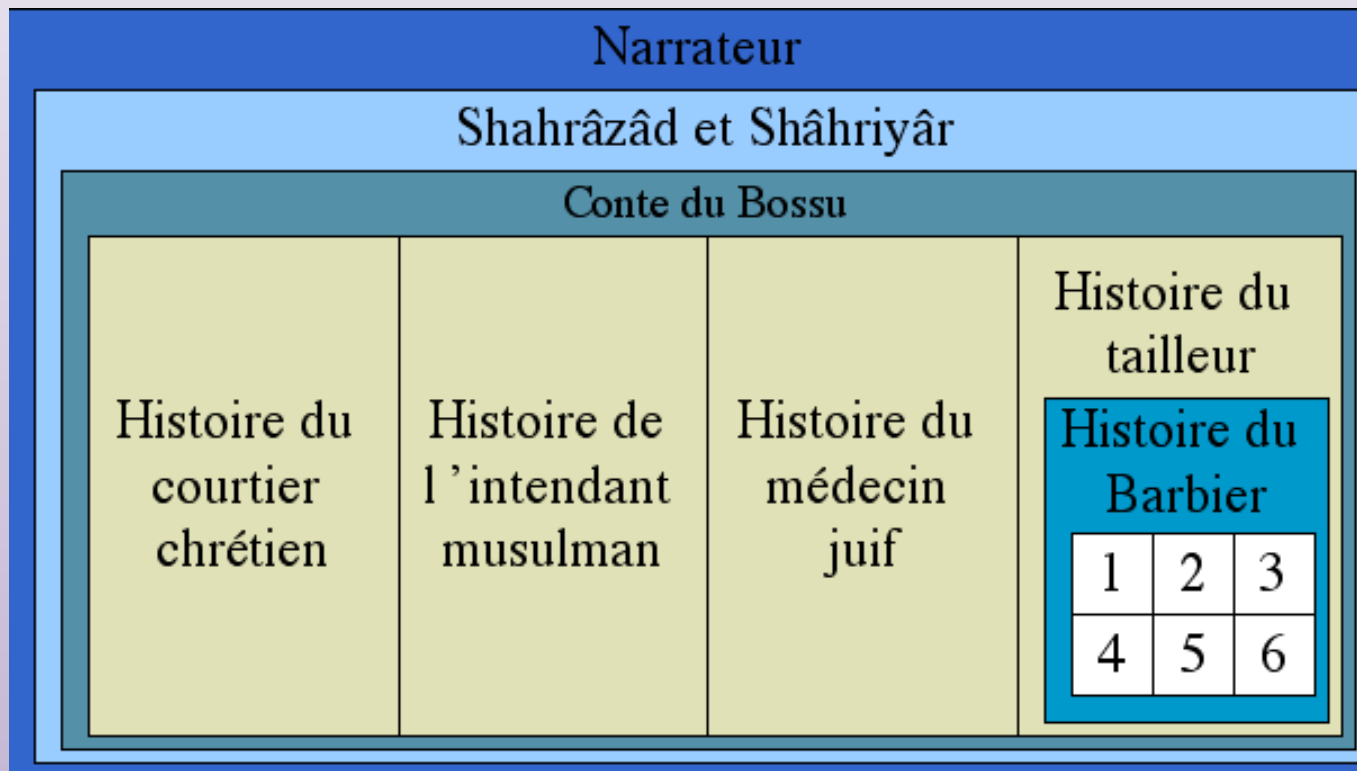 Narrateur
Shahrâzâd et Shâhriyâr
Conte du Bossu
Histoire du
courtier
chrétien
Histoire de
l ’intendant
musulman
Histoire du
médecin
juif
Histoire du
tailleur
Histoire du
Barbier
1 2 3
4 5 6